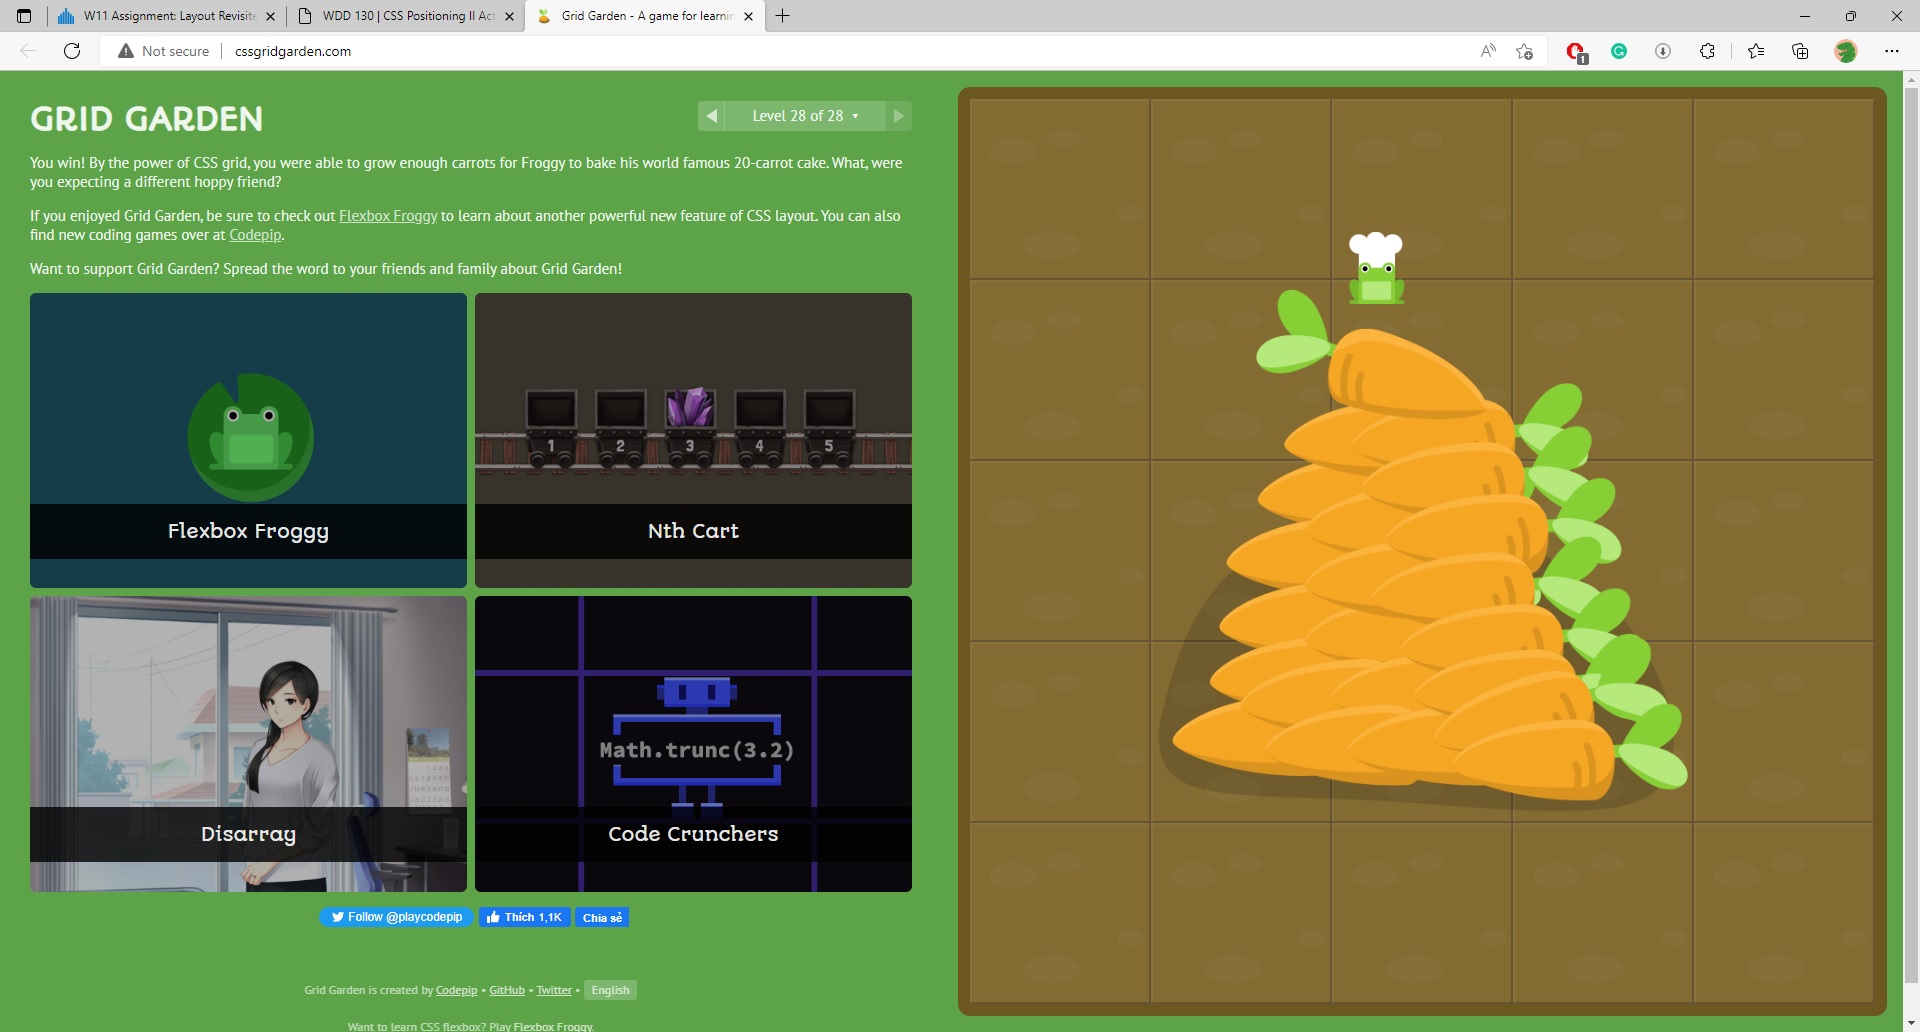 W11 Assignment: Layout Revisite
WDD 130 | CSS Positioning II Act
Grid Garden - A game for learnin
Not secure
cssgridgarden.com
1
GRID GARDEN
Level 28 of 28
You win! By the power of CSS grid, you were able to grow enough carrots for Froggy to bake his world famous 20-carrot cake. What, were
you expecting a different hoppy friend?
If you enjoyed Grid Garden, be sure to check out Flexbox Froggy to learn about another powerful new feature of CSS layout. You can also
find new coding games over at Codepip.
Want to support Grid Garden? Spread the word to your friends and family about Grid Garden!
Flexbox Froggy
1 2 3 4 5
Nth Cart
Disarray
Math.trunc(3.2)
Code Crunchers
Follow @playcodepip
Thích 1,1K
Chia sẻ
Grid Garden is created by Codepip • GitHub • Twitter • English
Want to learn CSS flexbox? Play Flexbox Froggy.